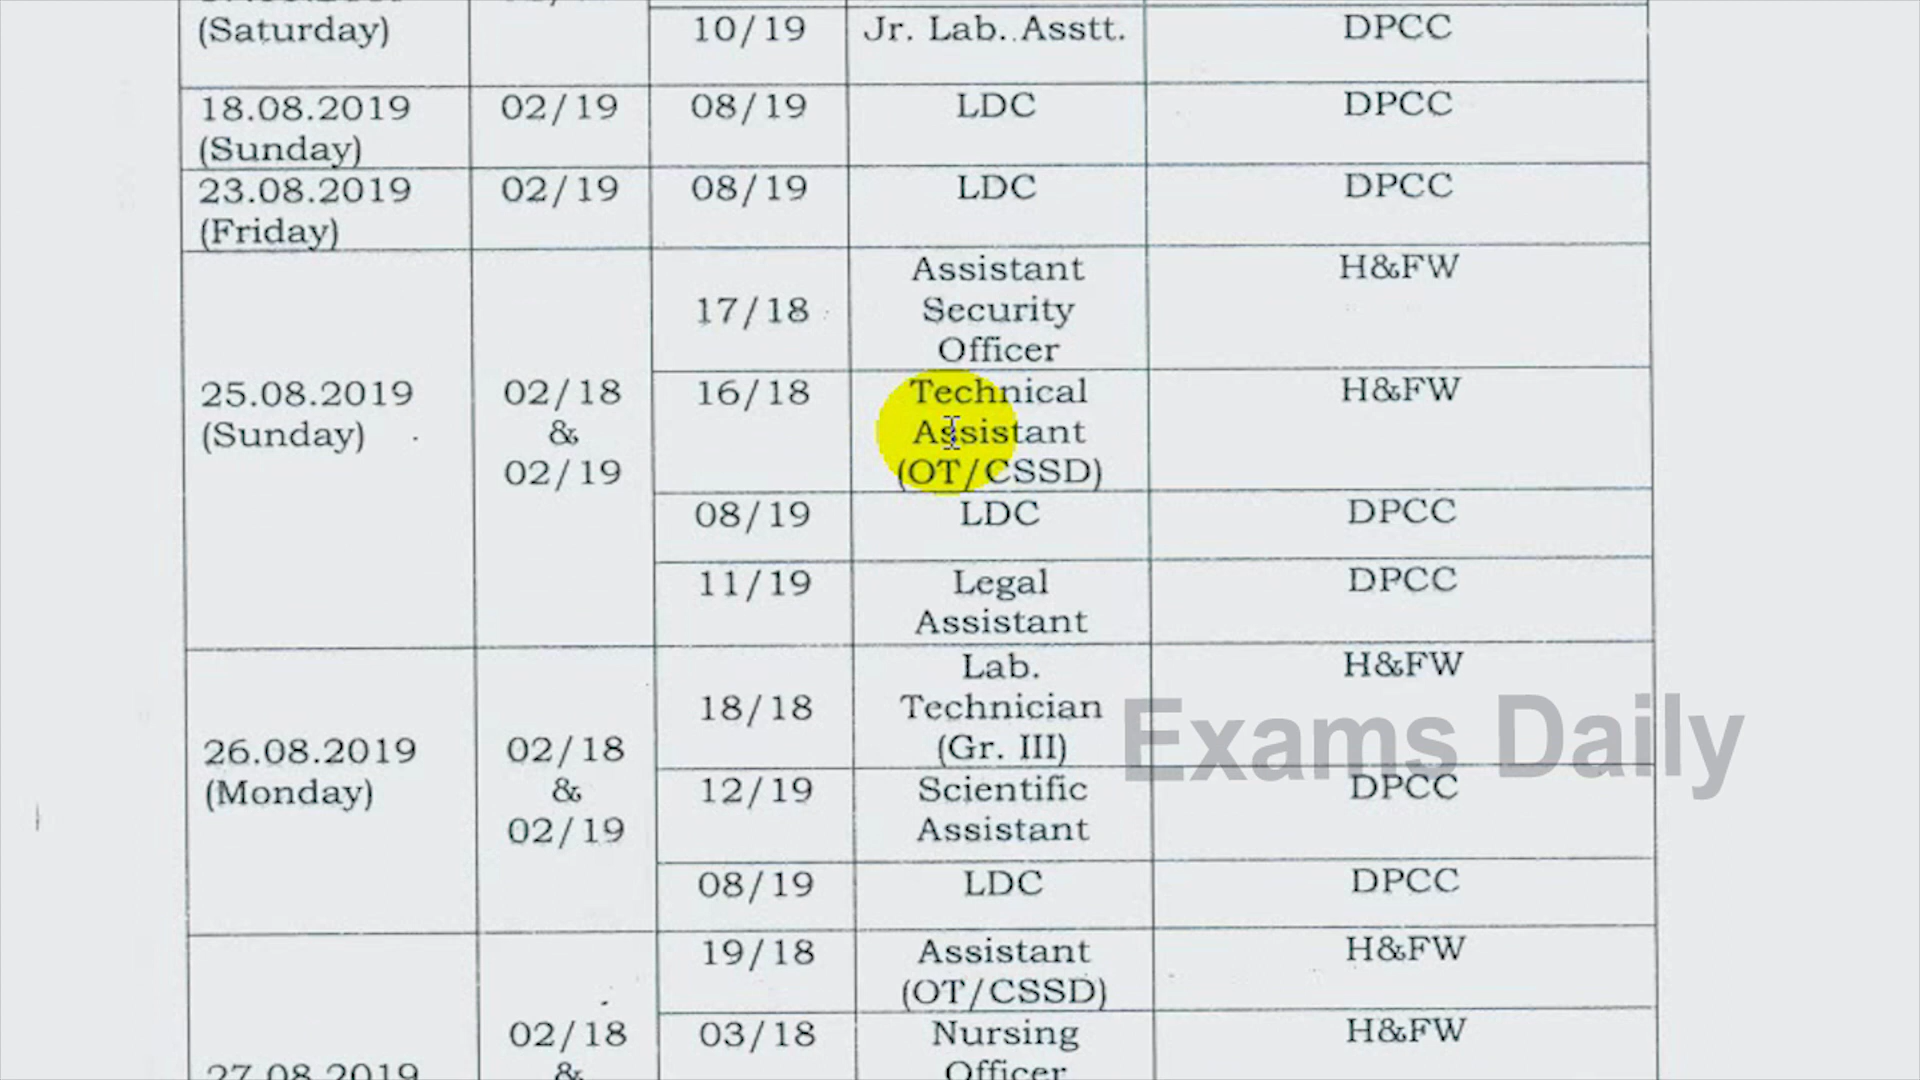 (Saturday)
10/19 Jr. Lab. Asstt. DPCC
18.08.2019 02/19 08/19 LDC DPCC
(Sunday)
23.08.2019 02/19 08/19 LDC DPCC
(Friday)
Assistant H&FW
17/18 Security
Officer
25.08.2019 02/18 16/18 Technical H&FW
(Sunday) & Assistant
02/19 (OT/CSSD)
08/19 LDC DPCC
11/19 Legal DPCC
Assistant
Lab. H&FW
18/18 Technician
(Gr. III)
Exams Daily
26.08.2019 02/18 12/19 Scientific DPCC
(Monday) & Assistant
02/19
08/19 LDC DPCC
19/18 Assistant H&FW
(OT/CSSD)
02/18 03/18 Nursing H&FW
27.08.2019 & Officer